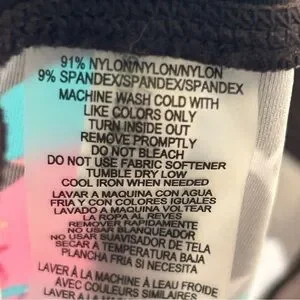 91% NYLON/NYLON/NYLON
9% SPANDEX/SPANDEX/SPANDEX
MACHINE WASH COLD WITH
LIKE COLORS ONLY
TURN INSIDE OUT
REMOVE PROMPTLY
DO NOT BLEACH
DO NOT USE FABRIC SOFTENER
TUMBLE DRY LOW
COOL IRON WHEN NEEDED
LAVAR A MAQUINA CON AGUA
FRIA Y CON COLORES IGUALES
LAVADO A MAQUINA VOLTEAR
LA ROPA AL REVES
REMOVER RAPIDAMENTE
NO USAR BLANQUEADOR
NO USAR SUAVISADOR DE TELA
SECAR A TEMPERATURA BAJA
PLANCHA FRIA SI NECESITA
LAVER À LA MACHINE À L'EAU FROIDE
AVEC COULEURS SIMILAIRES